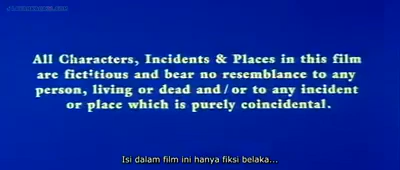 All Characters, Incidents & Places in this film
are fictitious and bear no resemblance to any
person, living or dead and/or to any incident
or place which is purely coincidental.
Isi dalam film ini hanya fiksi belaka...